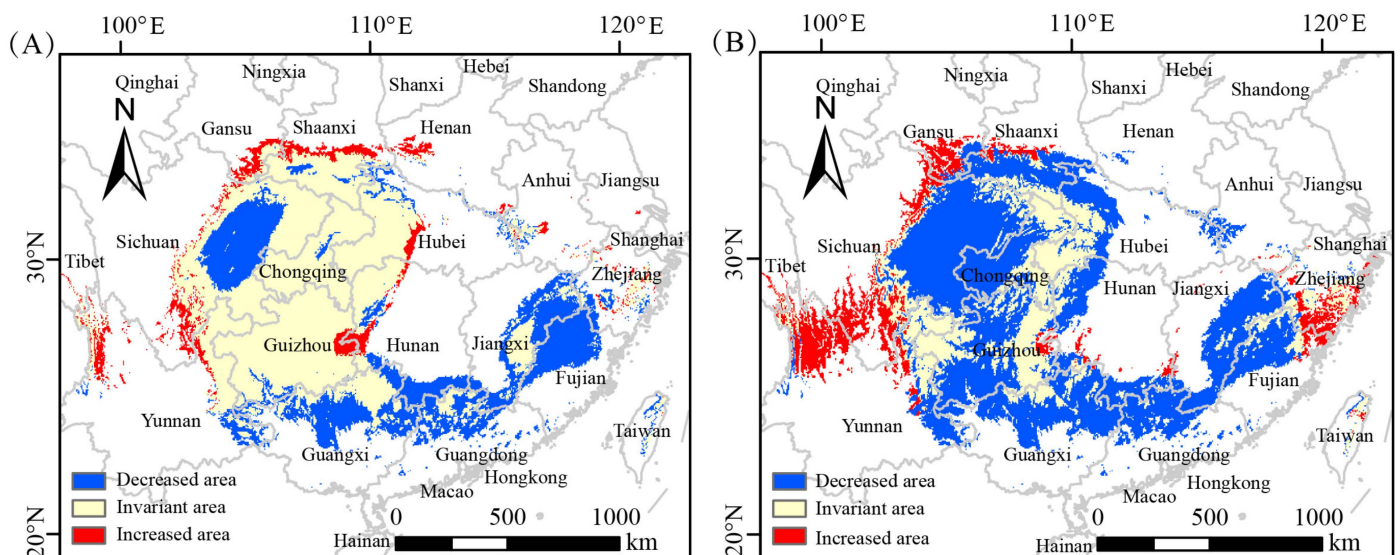 (A)
100°E
110°E
120°E
Qinghai
Ningxia
Shanxi
Hebei
Shandong
N
Gansu
Shaanxi
Henan
Anhui
Jiangsu
Sichuan
Hubei
Shanghai
30°N
Tibet
Chongqing
Zhejiang
Guizhou
Hunan
Jiangxi
Fujian
Yunnan
Taiwan
Guangxi
Guangdong
Hongkong
Macao
Decreased area
Invariant area
Increased area
0 500 1000
km
20°N
Hainan
(B)
100°E
110°E
120°E
Qinghai
Ningxia
Shanxi
Hebei
Shandong
N
Gansu
Shaanxi
Henan
Anhui
Jiangsu
Sichuan
Hubei
Shanghai
30°N
Tibet
Chongqing
Zhejiang
Hunan
Jiangxi
Guizhou
Fujian
Yunnan
Taiwan
Guangxi
Guangdong
Hongkong
Macao
Decreased area
Invariant area
Increased area
0 500 1000
km
20°N
Hainan